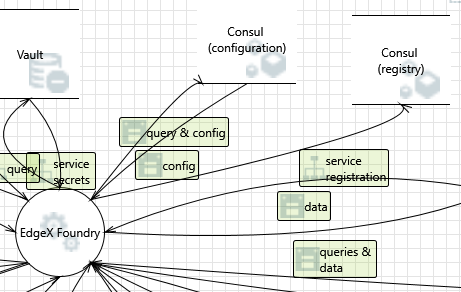 Consul
(configuration)
Consul
(registry)
Vault
query & config
config
query
service
secrets
service
registration
data
EdgeX Foundry
queries &
data